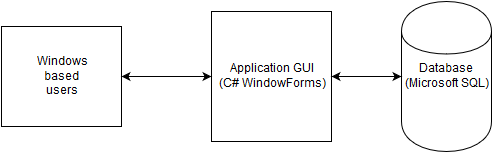 Windows
based
users
Application GUI
(C# WindowForms)
Database
(Microsoft SQL)